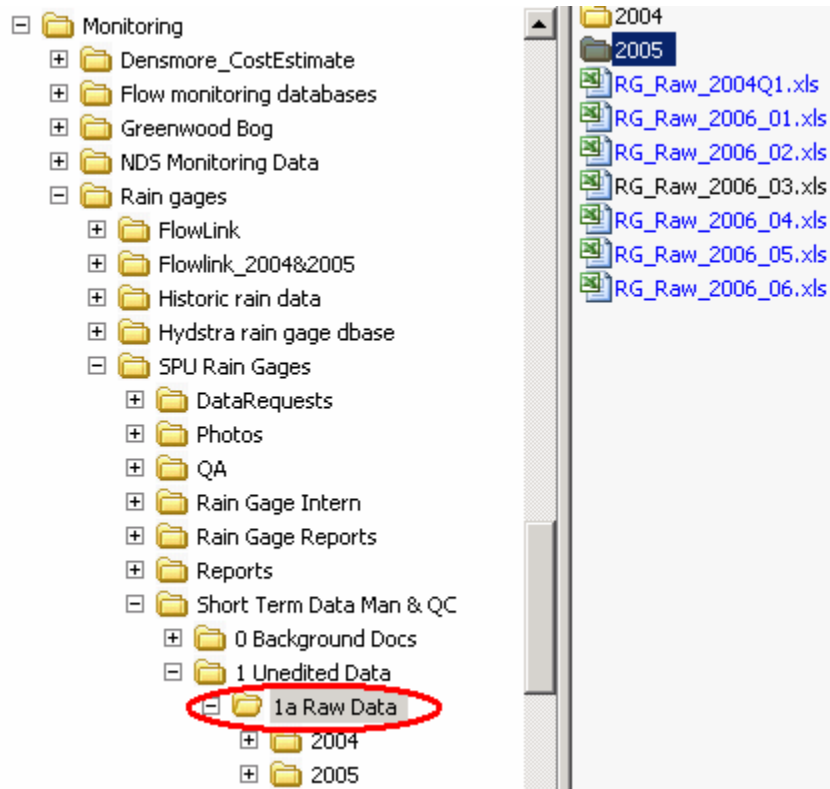 Monitoring
Densmore_CostEstimate
Flow monitoring databases
Greenwood Bog
NDS Monitoring Data
Rain gages
FlowLink
Flowlink_2004&2005
Historic rain data
Hydstra rain gage dbase
SPU Rain Gages
DataRequests
Photos
QA
Rain Gage Intern
Rain Gage Reports
Reports
Short Term Data Man & QC
0 Background Docs
1 Unedited Data
1a Raw Data
2004
2005
2004
2005
RG_Raw_2004Q1.xls
RG_Raw_2006_01.xls
RG_Raw_2006_02.xls
RG_Raw_2006_03.xls
RG_Raw_2006_04.xls
RG_Raw_2006_05.xls
RG_Raw_2006_06.xls